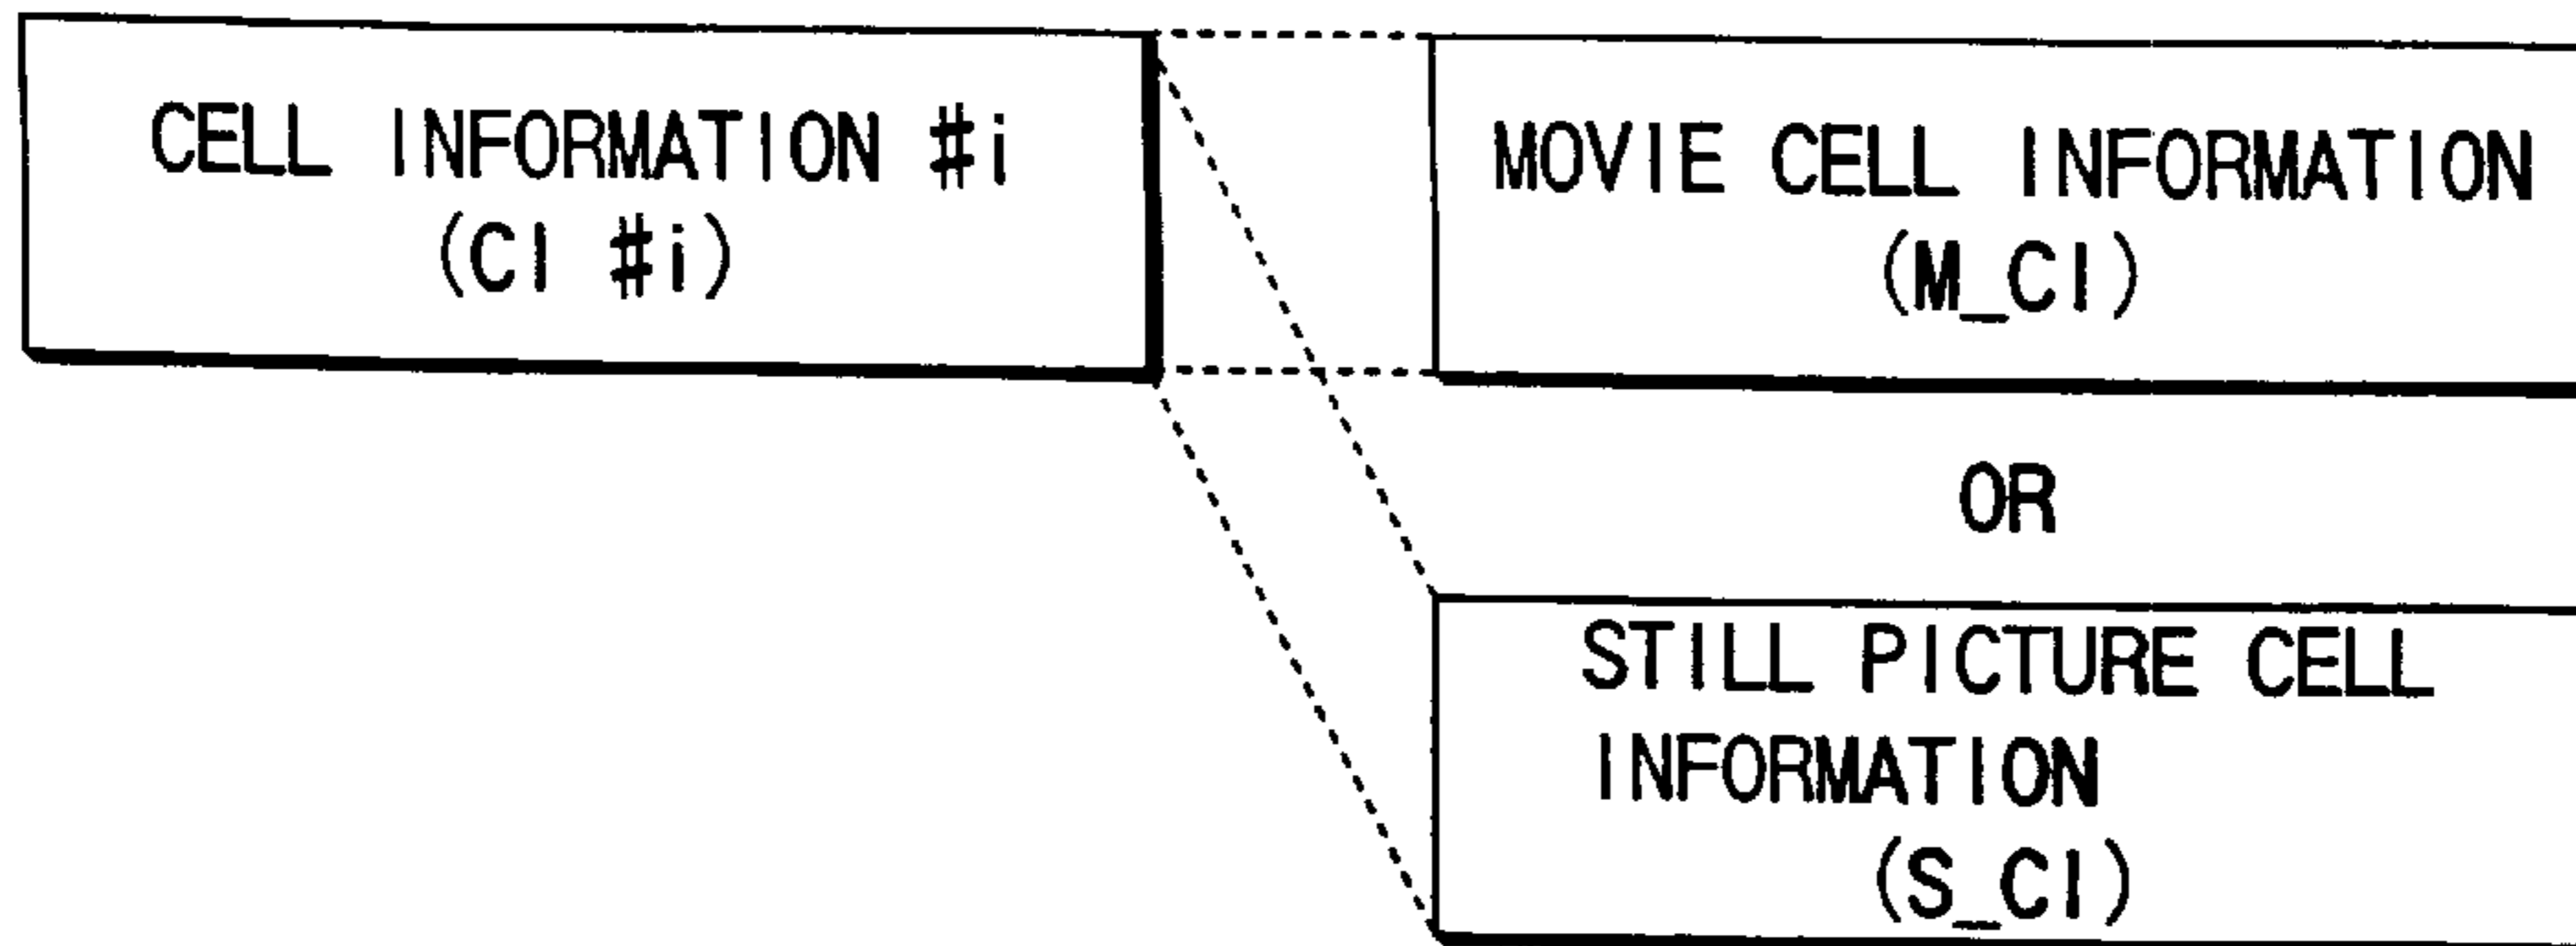 CELL INFORMATION #i
(CI #i)
MOVIE CELL INFORMATION
(M_CI)
OR
STILL PICTURE CELL
INFORMATION
(S_CI)